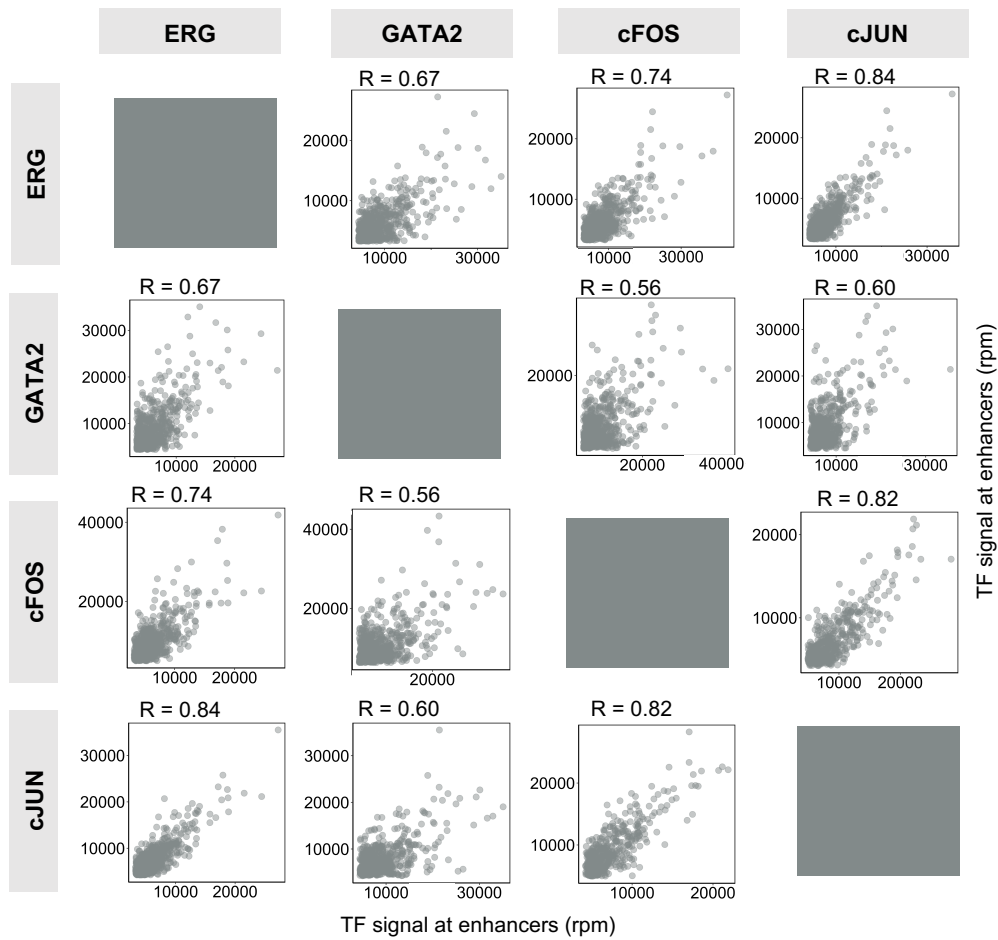 ERG GATA2 cFOS cJUN
R = 0.67 R = 0.74 R = 0.84
ERG
20000 20000 20000
10000 10000 10000
10000 30000 10000 30000 10000 30000
R = 0.67 R = 0.56 R = 0.60
GATA2
30000 30000
20000 20000 20000
10000 10000
10000 20000 20000 40000 10000 30000
TF signal at enhancers (rpm)
R = 0.74 R = 0.56 R = 0.82
cFOS
40000 40000 20000
20000 20000 10000
10000 20000 20000 10000 20000
R = 0.84 R = 0.60 R = 0.82
cJUN
30000 30000
20000 20000 20000
10000 10000 10000
10000 20000 10000 30000 10000 20000
TF signal at enhancers (rpm)